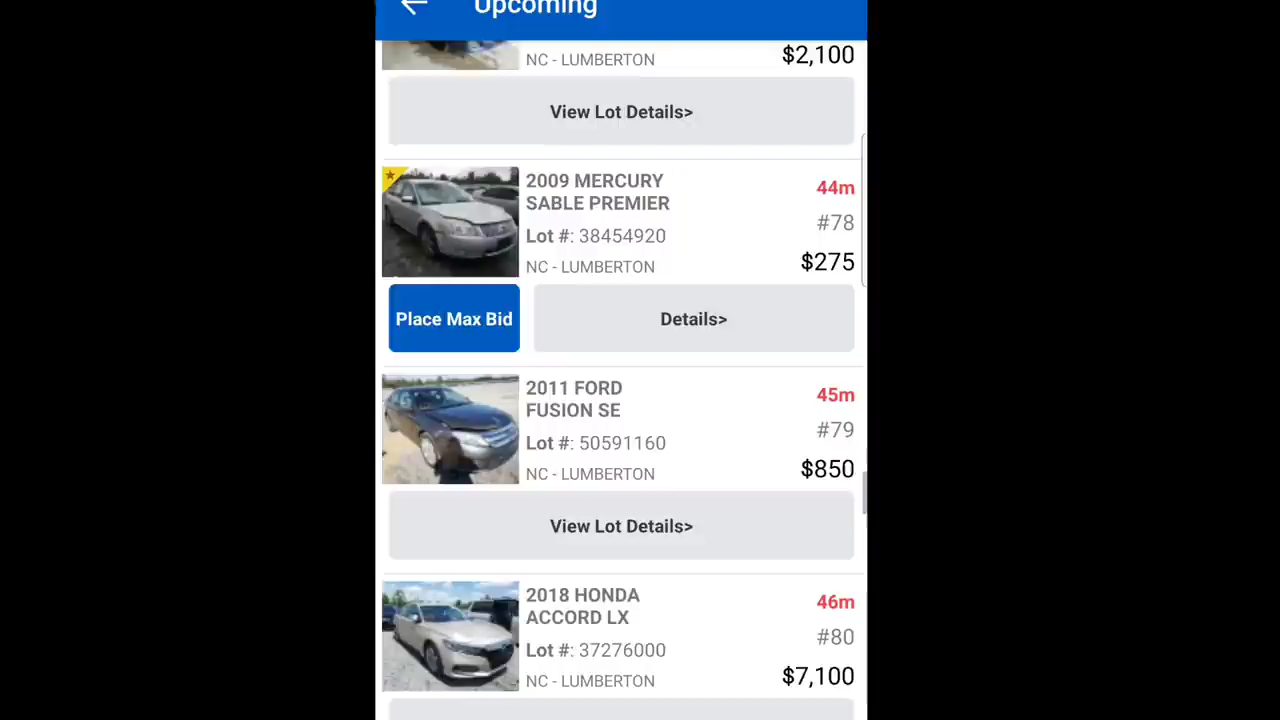 Upcoming
NC - LUMBERTON
$2,100
View Lot Details>
2009 MERCURY
SABLE PREMIER
44m
#78
Lot #: 38454920
NC - LUMBERTON
$275
Place Max Bid
Details>
2011 FORD
FUSION SE
45m
#79
Lot #: 50591160
NC - LUMBERTON
$850
View Lot Details>
2018 HONDA
ACCORD LX
46m
#80
Lot #: 37276000
NC - LUMBERTON
$7,100